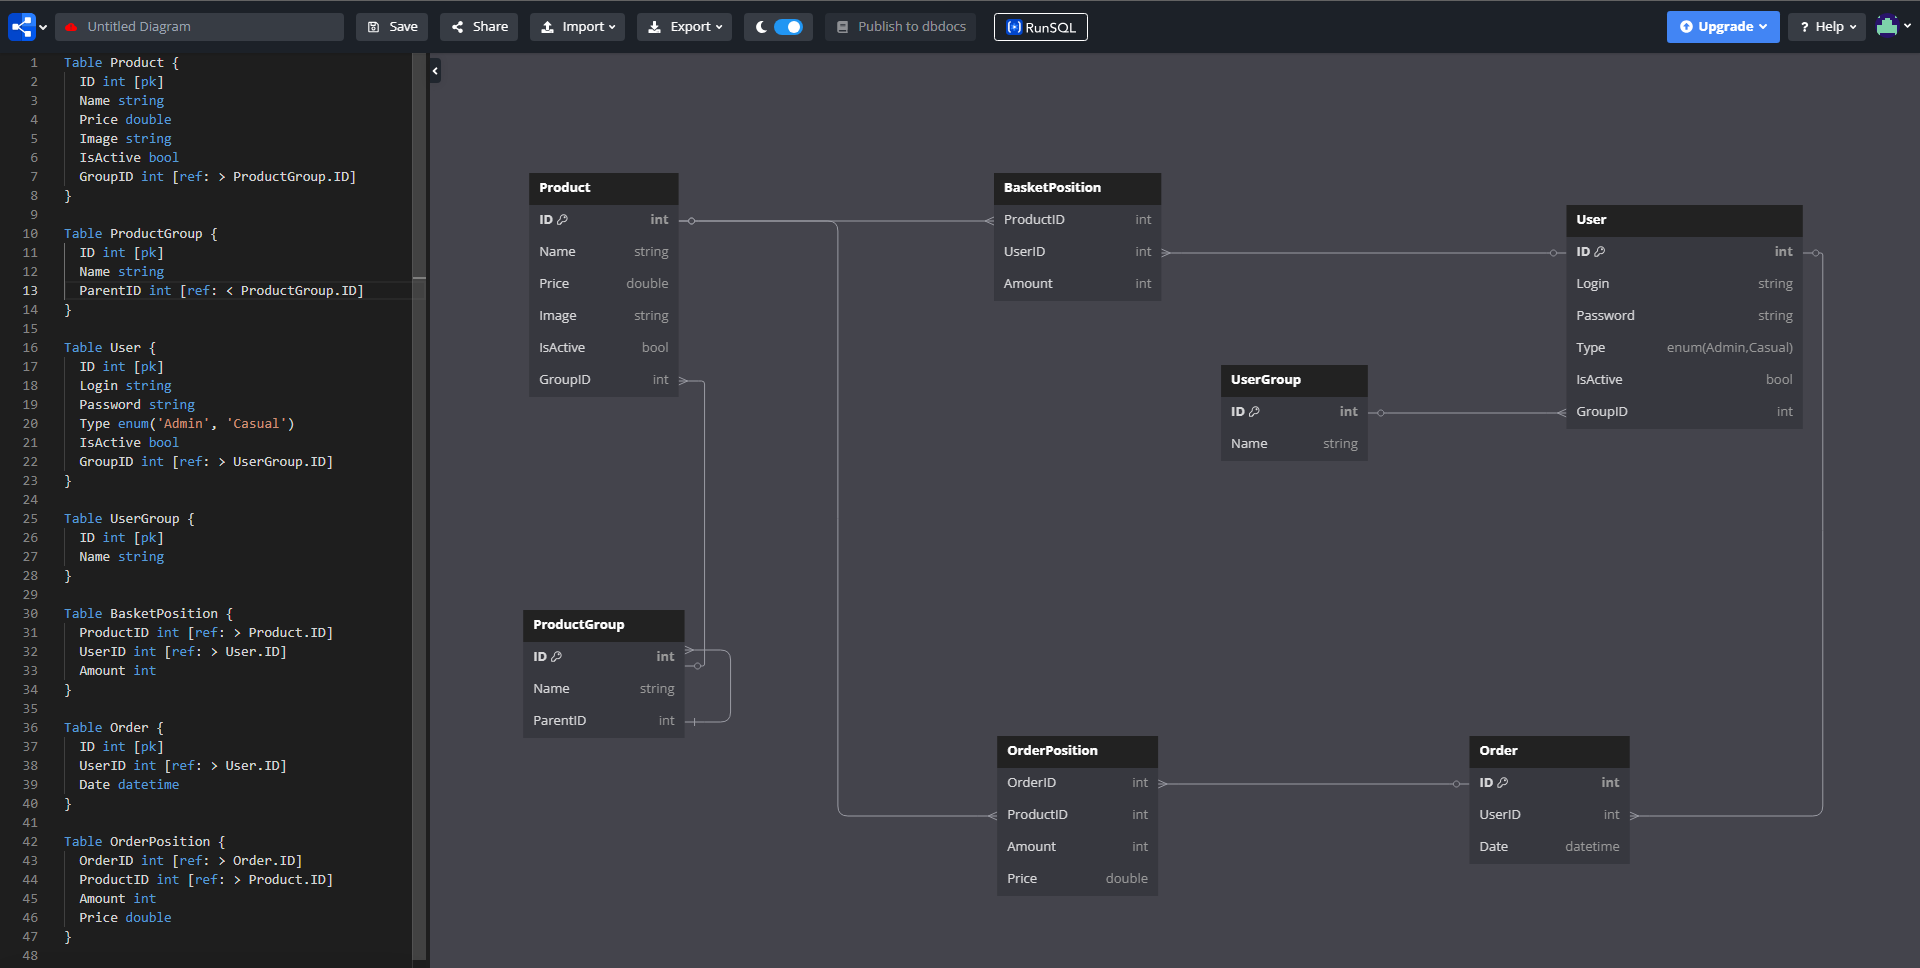 Untitled Diagram
Save
Share
Import
Export
Publish to dbdocs
RunSQL
Upgrade
? Help
1 Table Product {
2 ID int [pk]
3 Name string
4 Price double
5 Image string
6 IsActive bool
7 GroupID int [ref: > ProductGroup.ID]
8 }
9
10 Table ProductGroup {
11 ID int [pk]
12 Name string
13 ParentID int [ref: < ProductGroup.ID]
14 }
15
16 Table User {
17 ID int [pk]
18 Login string
19 Password string
20 Type enum('Admin', 'Casual')
21 IsActive bool
22 GroupID int [ref: > UserGroup.ID]
23 }
24
25 Table UserGroup {
26 ID int [pk]
27 Name string
28 }
29
30 Table BasketPosition {
31 ProductID int [ref: > Product.ID]
32 UserID int [ref: > User.ID]
33 Amount int
34 }
35
36 Table Order {
37 ID int [pk]
38 UserID int [ref: > User.ID]
39 Date datetime
40 }
41
42 Table OrderPosition {
43 OrderID int [ref: > Order.ID]
44 ProductID int [ref: > Product.ID]
45 Amount int
46 Price double
47 }
48
Product
ID int
Name string
Price double
Image string
IsActive bool
GroupID int
BasketPosition
ProductID int
UserID int
Amount int
User
ID int
Login string
Password string
Type enum(Admin,Casual)
IsActive bool
GroupID int
UserGroup
ID int
Name string
ProductGroup
ID int
Name string
ParentID int
OrderPosition
OrderID int
ProductID int
Amount int
Price double
Order
ID int
UserID int
Date datetime